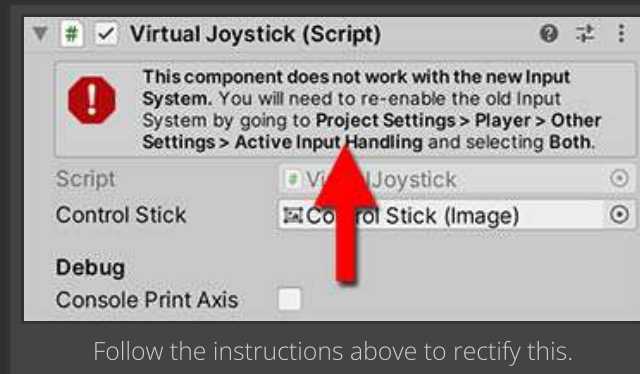 Virtual Joystick (Script)
This component does not work with the new Input
System. You will need to re-enable the old Input
System by going to Project Settings > Player > Other
Settings > Active Input Handling and selecting Both.
Script
Joystick
Control Stick
Stick (Image)
Debug
Console Print Axis
Follow the instructions above to rectify this.